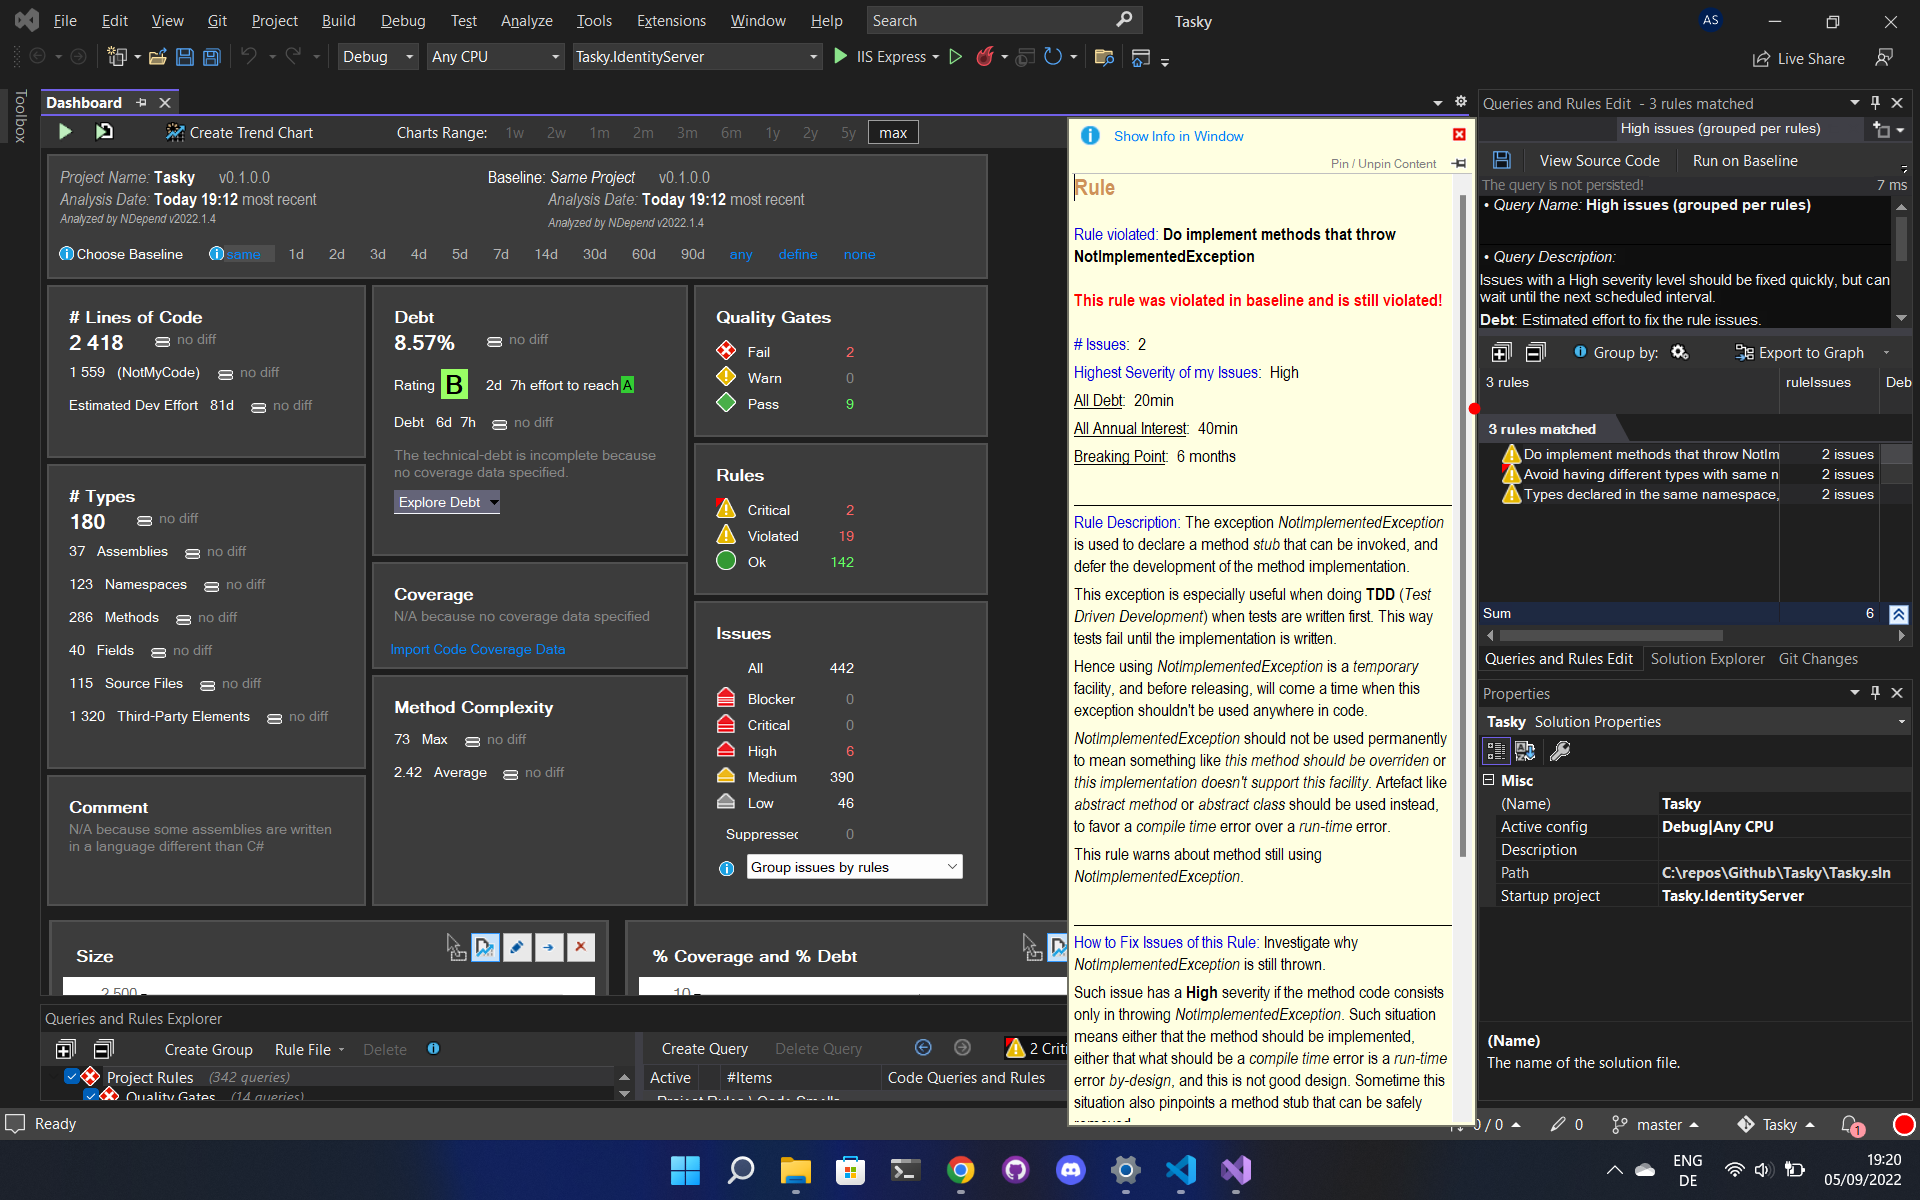 File Edit View Git Project Build Debug Test Analyze Tools Extensions Window Help Search Tasky AS
Debug Any CPU Tasky.IdentityServer IIS Express Live Share
Toolbox
Dashboard
Create Trend Chart Charts Range: 1w 2w 1m 2m 3m 6m 1y 2y 5y max
Project Name: Tasky v0.1.0.0
Analysis Date: Today 19:12 most recent
Analyzed by NDepend v2022.1.4
Baseline: Same Project v0.1.0.0
Analysis Date: Today 19:12 most recent
Analyzed by NDepend v2022.1.4
Choose Baseline same 1d 2d 3d 4d 5d 7d 14d 30d 60d 90d any define none
# Lines of Code
2 418 no diff
1 559 (NotMyCode) no diff
Estimated Dev Effort 81d no diff
# Types
180 no diff
37 Assemblies no diff
123 Namespaces no diff
286 Methods no diff
40 Fields no diff
115 Source Files no diff
1 320 Third-Party Elements no diff
Comment
N/A because some assemblies are written
in a language different than C#
Debt
8.57% no diff
Rating B 2d 7h effort to reach A
Debt 6d 7h no diff
The technical-debt is incomplete because
no coverage data specified.
Explore Debt
Coverage
N/A because no coverage data specified
Import Code Coverage Data
Method Complexity
73 Max no diff
2.42 Average no diff
Quality Gates
Fail 2
Warn 0
Pass 9
Rules
Critical 2
Violated 19
Ok 142
Issues
All 442
Blocker 0
Critical 0
High 6
Medium 390
Low 46
Suppressed 0
Group issues by rules
Size
2 500
% Coverage and % Debt
10
Show Info in Window
Pin / Unpin Content
Rule
Rule violated: Do implement methods that throw
NotImplementedException
This rule was violated in baseline and is still violated!
# Issues: 2
Highest Severity of my Issues: High
All Debt: 20min
All Annual Interest: 40min
Breaking Point: 6 months
Rule Description: The exception NotImplementedException
is used to declare a method stub that can be invoked, and
defer the development of the method implementation.
This exception is especially useful when doing TDD (Test
Driven Development) when tests are written first. This way
tests fail until the implementation is written.
Hence using NotImplementedException is a temporary
facility, and before releasing, will come a time when this
exception shouldn't be used anywhere in code.
NotImplementedException should not be used permanently
to mean something like this method should be overriden or
this implementation doesn't support this facility. Artefact like
abstract method or abstract class should be used instead,
to favor a compile time error over a run-time error.
This rule warns about method still using
NotImplementedException.
How to Fix Issues of this Rule: Investigate why
NotImplementedException is still thrown.
Such issue has a High severity if the method code consists
only in throwing NotImplementedException. Such situation
means either that the method should be implemented,
either that what should be a compile time error is a run-time
error by-design, and this is not good design. Sometime this
situation also pinpoints a method stub that can be safely
removed.
Queries and Rules Edit - 3 rules matched
High issues (grouped per rules)
View Source Code Run on Baseline
The query is not persisted! 7 ms
• Query Name: High issues (grouped per rules)
• Query Description:
Issues with a High severity level should be fixed quickly, but can
wait until the next scheduled interval.
Debt: Estimated effort to fix the rule issues.
Group by: Export to Graph
3 rules ruleIssues Deb
3 rules matched
Do implement methods that throw NotIm 2 issues
Avoid having different types with same n 2 issues
Types declared in the same namespace, 2 issues
Sum 6
Queries and Rules Edit Solution Explorer Git Changes
Properties
Tasky Solution Properties
Misc
(Name) Tasky
Active config Debug|Any CPU
Description
Path C:\repos\Github\Tasky\Tasky.sln
Startup project Tasky.IdentityServer
(Name)
The name of the solution file.
Queries and Rules Explorer
Create Group Rule File Delete
Project Rules (342 queries)
Quality Gates (14 queries)
Create Query Delete Query 2 Criti
Active #Items Code Queries and Rules
Project Rules \ Code Smells
Ready 0 / 0 0 master Tasky 1
ENG
DE
19:20
05/09/2022